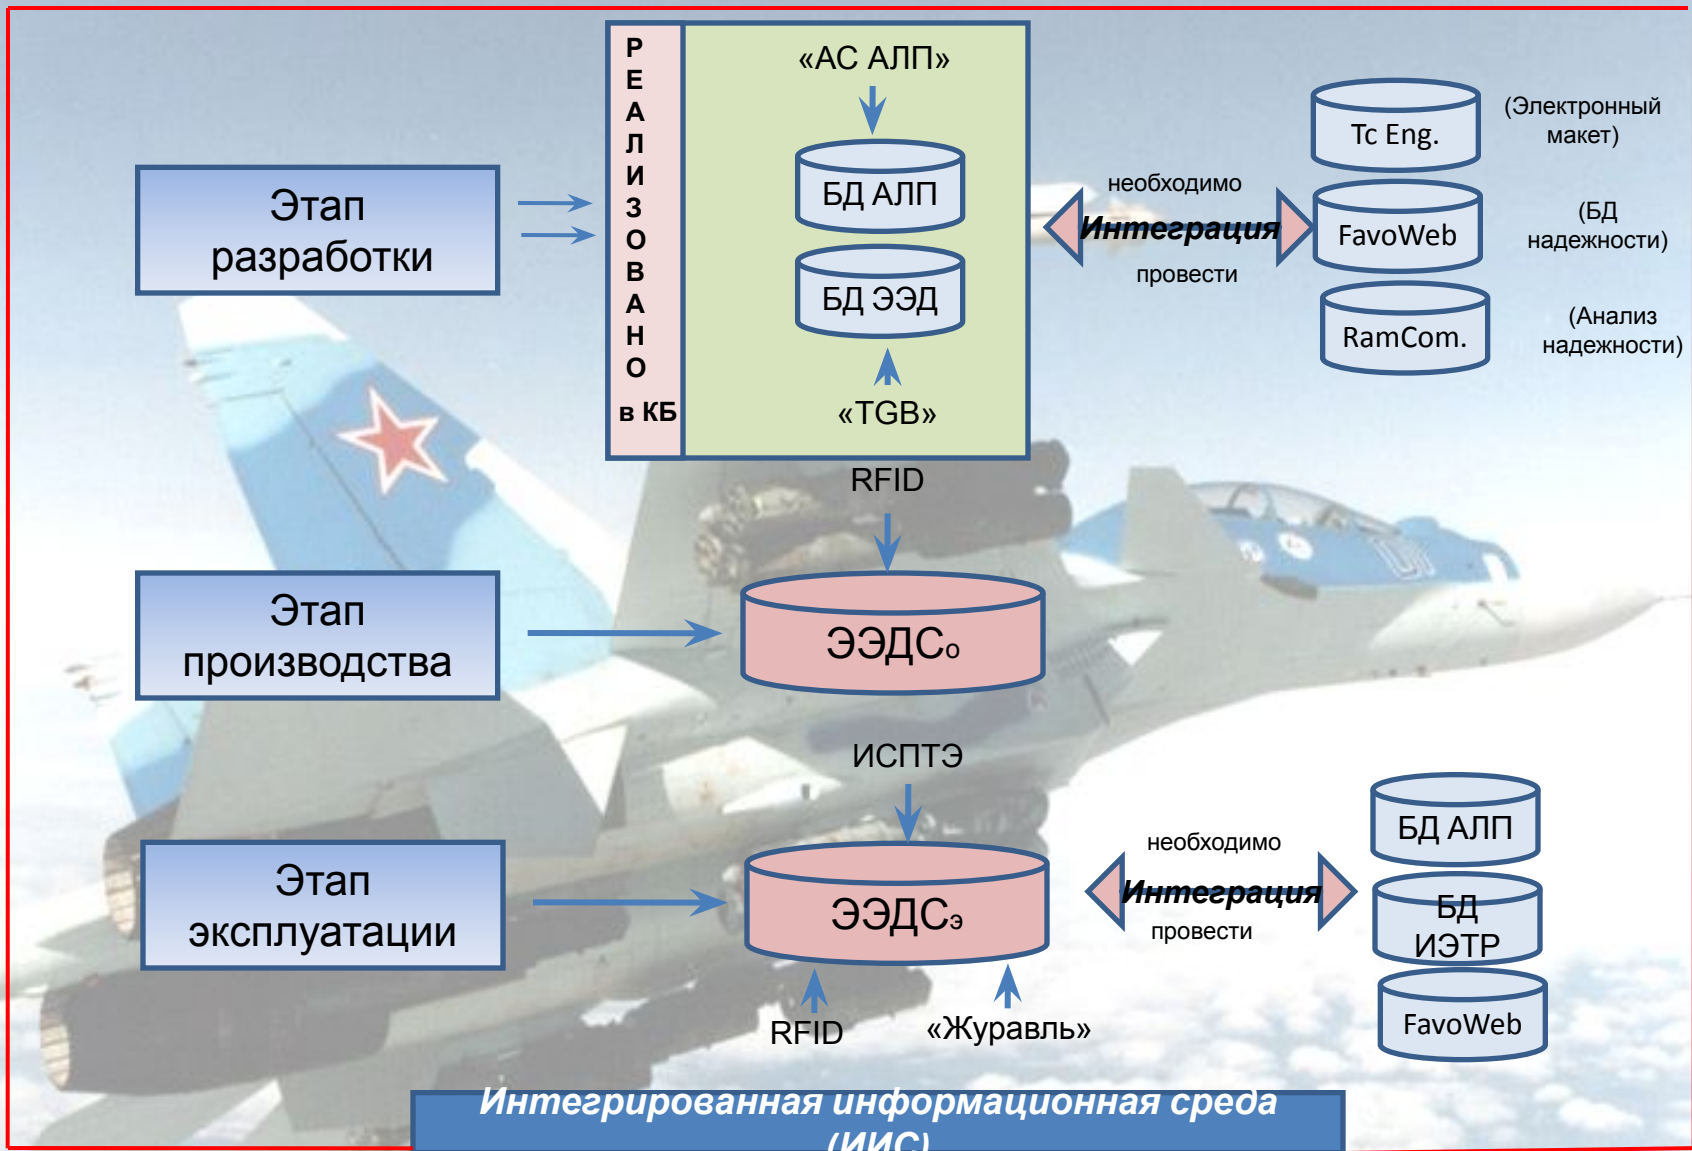 Р
Е
А
Л
И
З
О
В
А
Н
О
в КБ
«АС АЛП»
БД АЛП
БД ЭЭД
«TGB»
Этап
разработки
необходимо
Интеграция
провести
Tc Eng.
(Электронный
макет)
FavoWeb
(БД
надежности)
RamCom.
(Анализ
надежности)
RFID
Этап
производства
ЭЭДСо
ИСПТЭ
Этап
эксплуатации
ЭЭДСэ
RFID
«Журавль»
необходимо
Интеграция
провести
БД АЛП
БД
ИЭТР
FavoWeb
Интегрированная информационная среда
(ИИС)